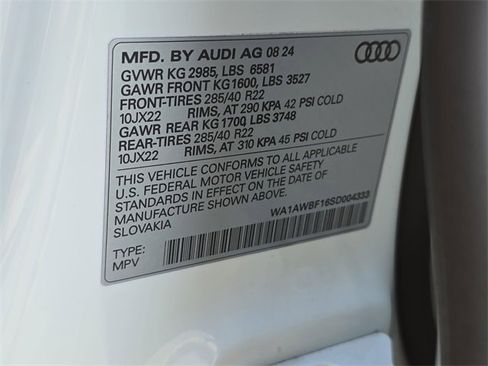 MFD. BY AUDI AG 08 24
GVWR KG 2985, LBS 6581
GAWR FRONT KG1600, LBS 3527
FRONT-TIRES 285/40 R22
10JX22 RIMS, AT 290 KPA 42 PSI COLD
GAWR REAR KG1700, LBS 3748
REAR-TIRES 285/40 R22
10JX22 RIMS, AT 310 KPA 45 PSI COLD
THIS VEHICLE CONFORMS TO ALL APPLICABLE
U.S. FEDERAL MOTOR VEHICLE SAFETY
STANDARDS IN EFFECT ON THE DATE OF
MANUFACTURE SHOWN ABOVE.
SLOVAKIA
WA1AWBF16SD004333
TYPE:
MPV